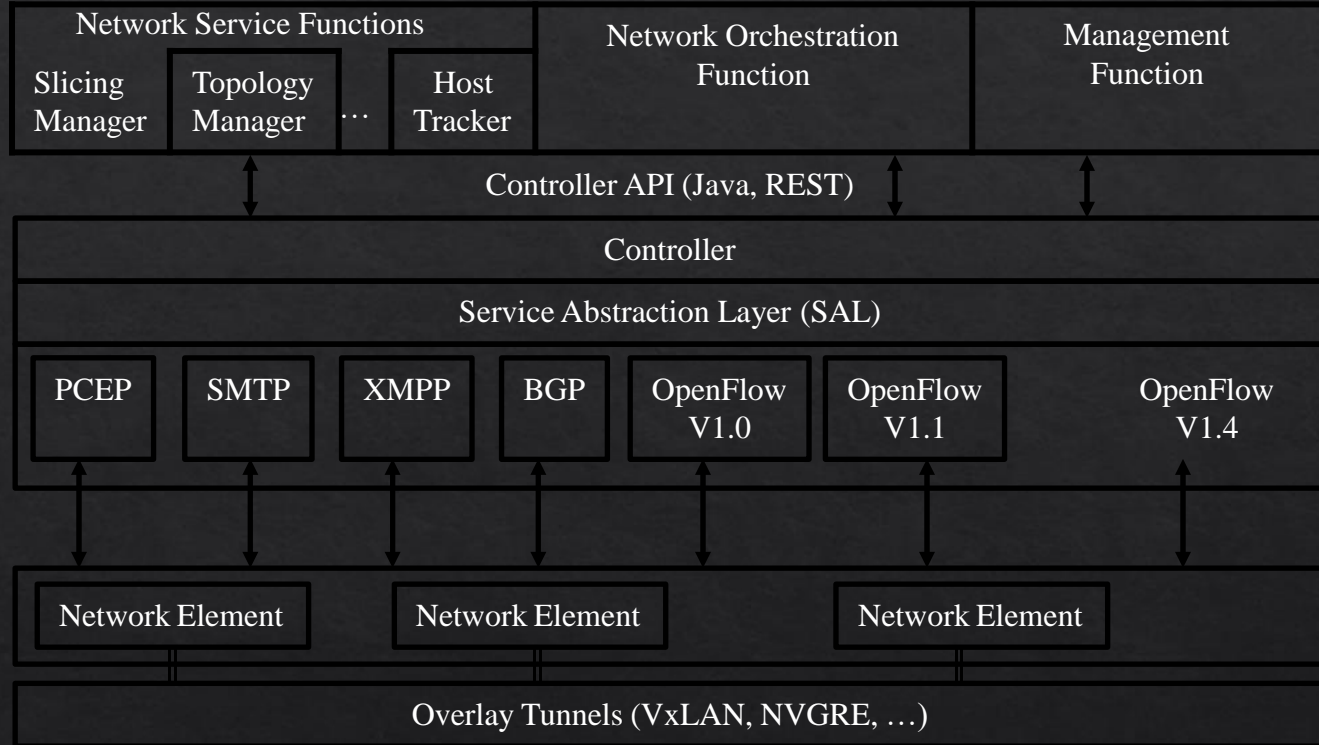 Network Service Functions
Slicing
Manager
Topology
Manager
...
Host
Tracker
Network Orchestration
Function
Management
Function
Controller API (Java, REST)
Controller
Service Abstraction Layer (SAL)
PCEP
SMTP
XMPP
BGP
OpenFlow
V1.0
OpenFlow
V1.1
OpenFlow
V1.4
Network Element
Network Element
Network Element
Overlay Tunnels (VxLAN, NVGRE, …)